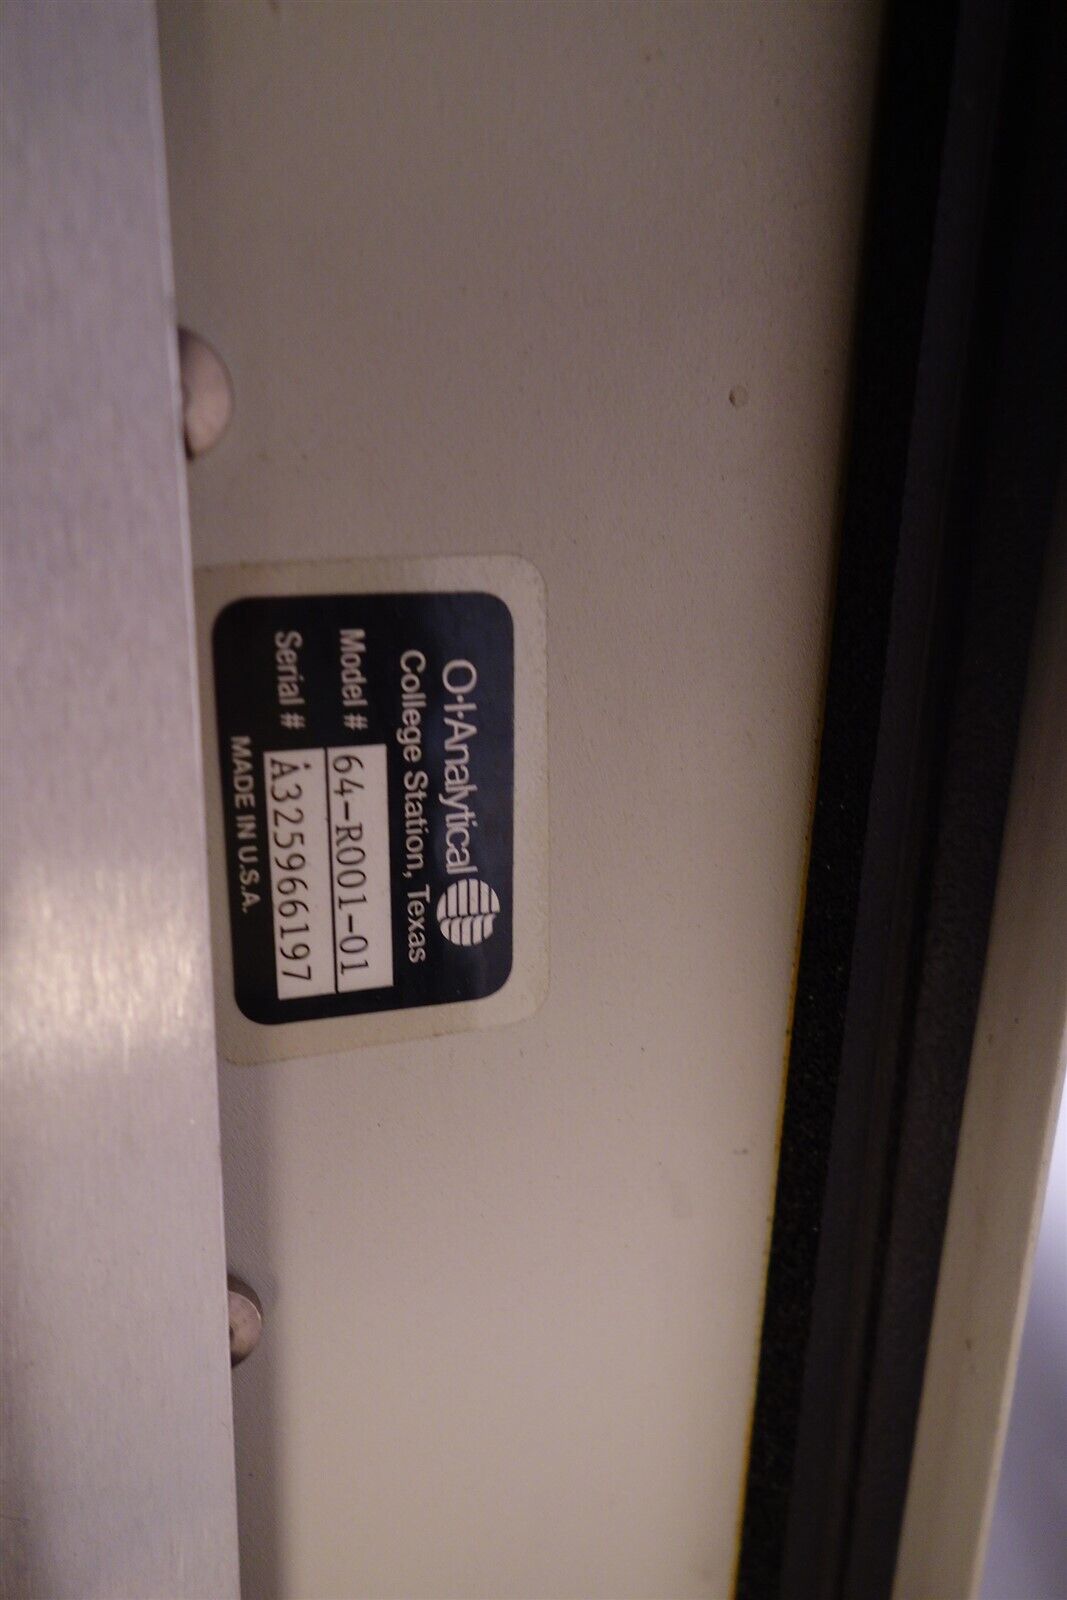 O·I·Analytical
College Station, Texas
Model # 64-R001-01
Serial # A325966197
MADE IN U.S.A.